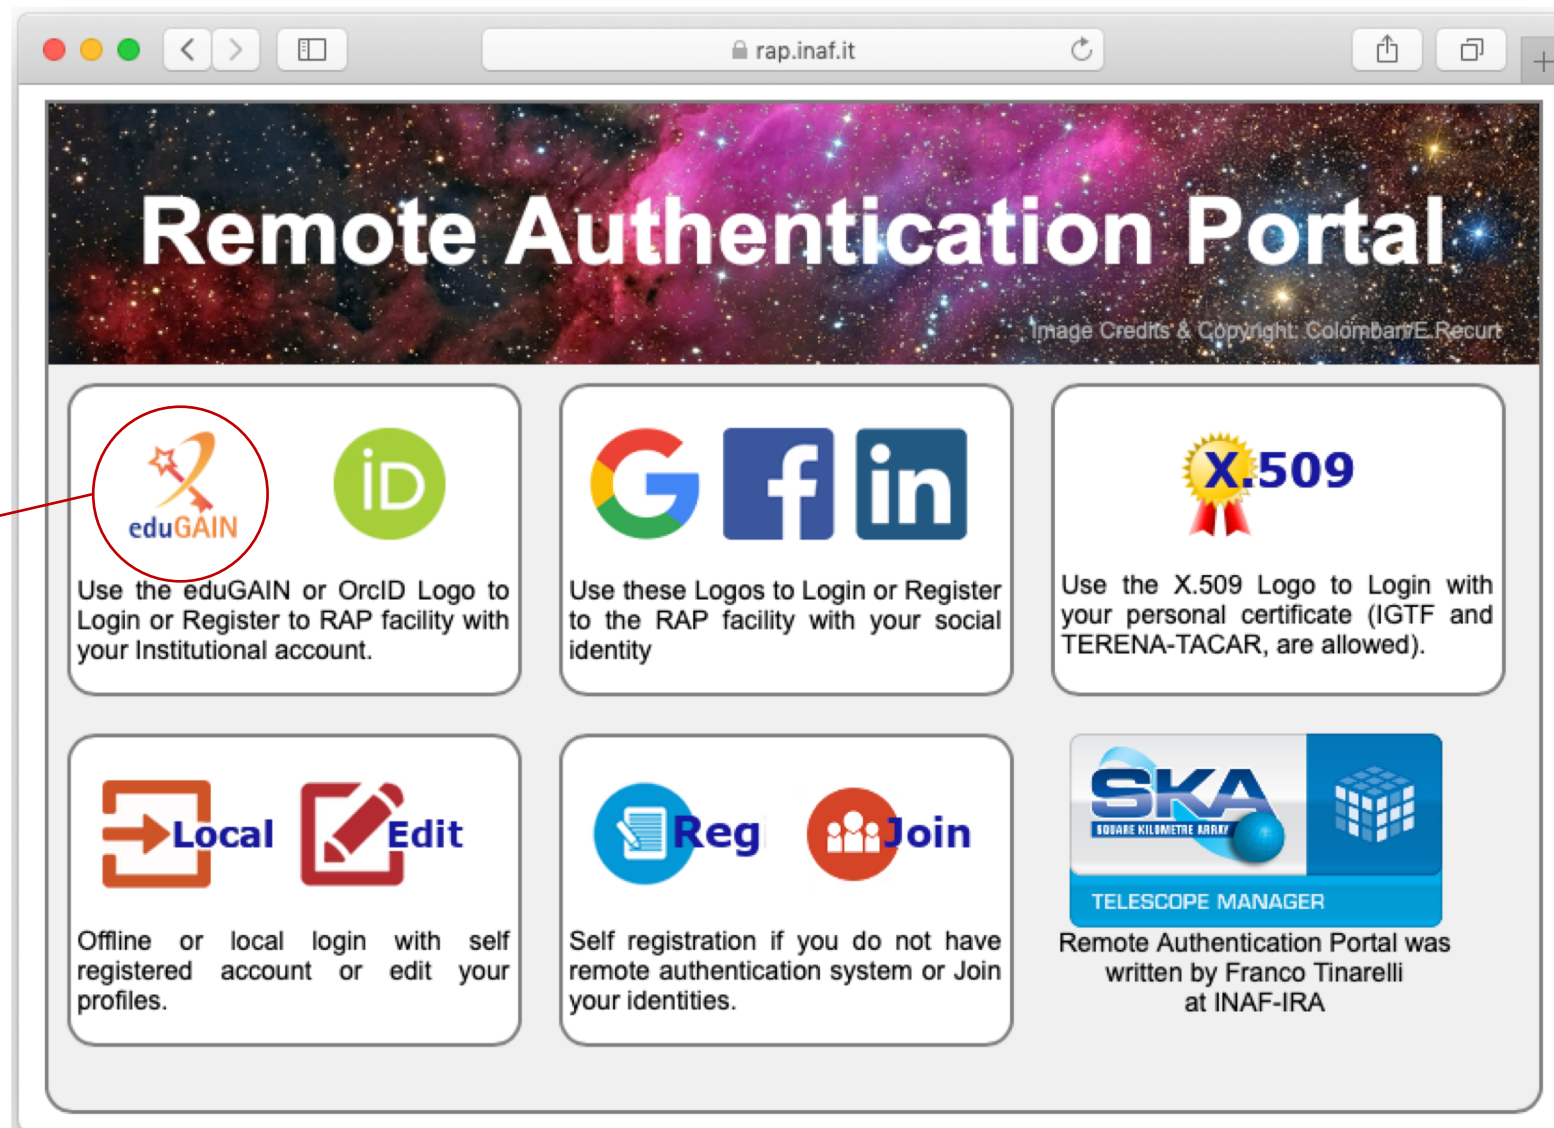 rap.inaf.it
Remote Authentication Portal
Image Credits & Copyright: Colombari/E.Recurt
eduGAIN
iD
f
in
X.509
Use the eduGAIN or OrcID Logo to
Login or Register to RAP facility with
your Institutional account.
Use these Logos to Login or Register
to the RAP facility with your social
identity
Use the X.509 Logo to Login with
your personal certificate (IGTF and
TERENA-TACAR, are allowed).
Local
Edit
Reg
Join
SKA
SQUARE KILOMETRE ARRAY
TELESCOPE MANAGER
Offline or local login with self
registered account or edit your
profiles.
Self registration if you do not have
remote authentication system or Join
your identities.
Remote Authentication Portal was
written by Franco Tinarelli
at INAF-IRA